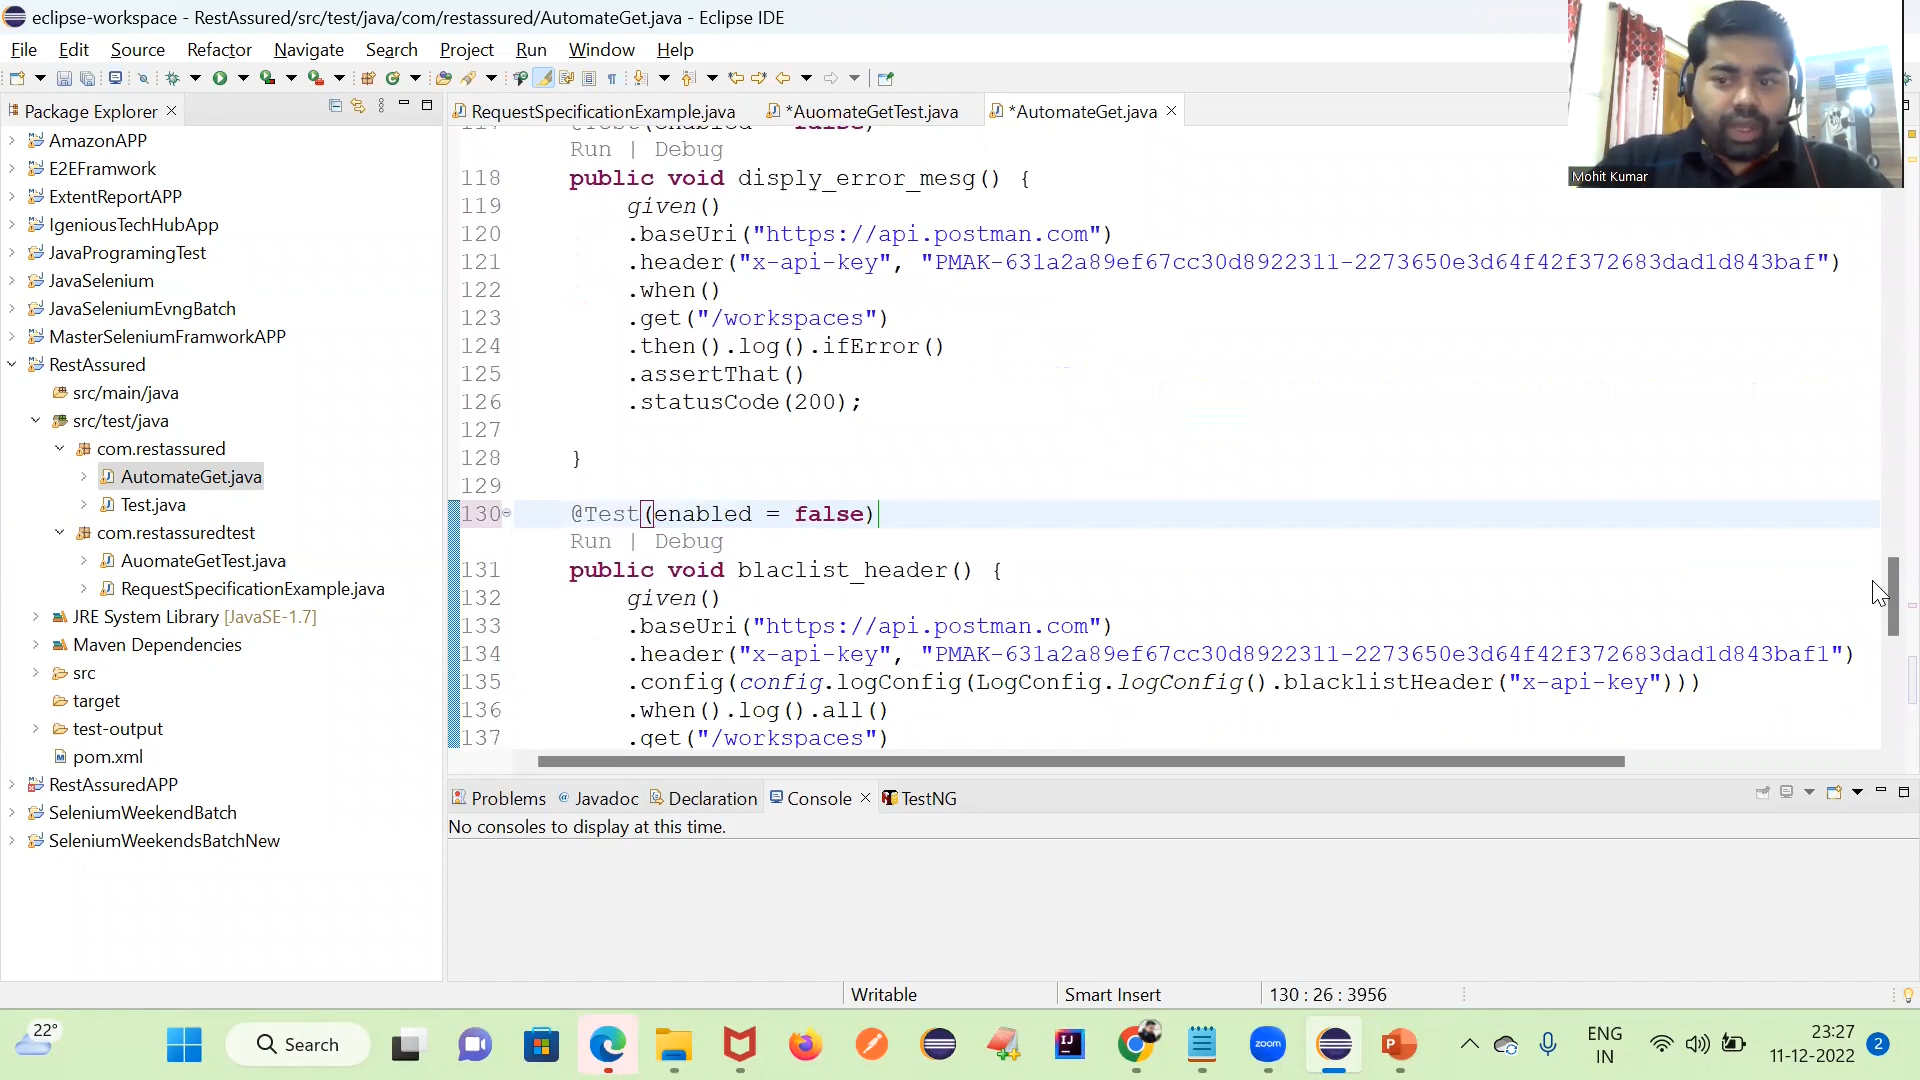 eclipse-workspace - RestAssured/src/test/java/com/restassured/AutomateGet.java - Eclipse IDE
File Edit Source Refactor Navigate Search Project Run Window Help
Package Explorer
RequestSpecificationExample.java
*AuomateGetTest.java
*AutomateGet.java
Mohit Kumar
AmazonAPP
E2EFramwork
ExtentReportAPP
IgeniousTechHubApp
JavaProgramingTest
JavaSelenium
JavaSeleniumEvngBatch
MasterSeleniumFramworkAPP
RestAssured
src/main/java
src/test/java
com.restassured
AutomateGet.java
Test.java
com.restassuredtest
AuomateGetTest.java
RequestSpecificationExample.java
JRE System Library [JavaSE-1.7]
Maven Dependencies
src
target
test-output
pom.xml
RestAssuredAPP
SeleniumWeekendBatch
SeleniumWeekendsBatchNew
117 @Test(enabled = false)
Run | Debug
118 public void disply_error_mesg() {
119 given()
120 .baseUri("https://api.postman.com")
121 .header("x-api-key", "PMAK-631a2a89ef67cc30d8922311-2273650e3d64f42f372683dad1d843baf")
122 .when()
123 .get("/workspaces")
124 .then().log().ifError()
125 .assertThat()
126 .statusCode(200);
127
128 }
129
130 @Test(enabled = false)
Run | Debug
131 public void blaclist_header() {
132 given()
133 .baseUri("https://api.postman.com")
134 .header("x-api-key", "PMAK-631a2a89ef67cc30d8922311-2273650e3d64f42f372683dad1d843baf1")
135 .config(config.logConfig(LogConfig.logConfig().blacklistHeader("x-api-key")))
136 .when().log().all()
137 .get("/workspaces")
Problems Javadoc Declaration Console TestNG
No consoles to display at this time.
Writable Smart Insert 130 : 26 : 3956
22°
Search
zoom
ENG
IN
23:27
11-12-2022
2